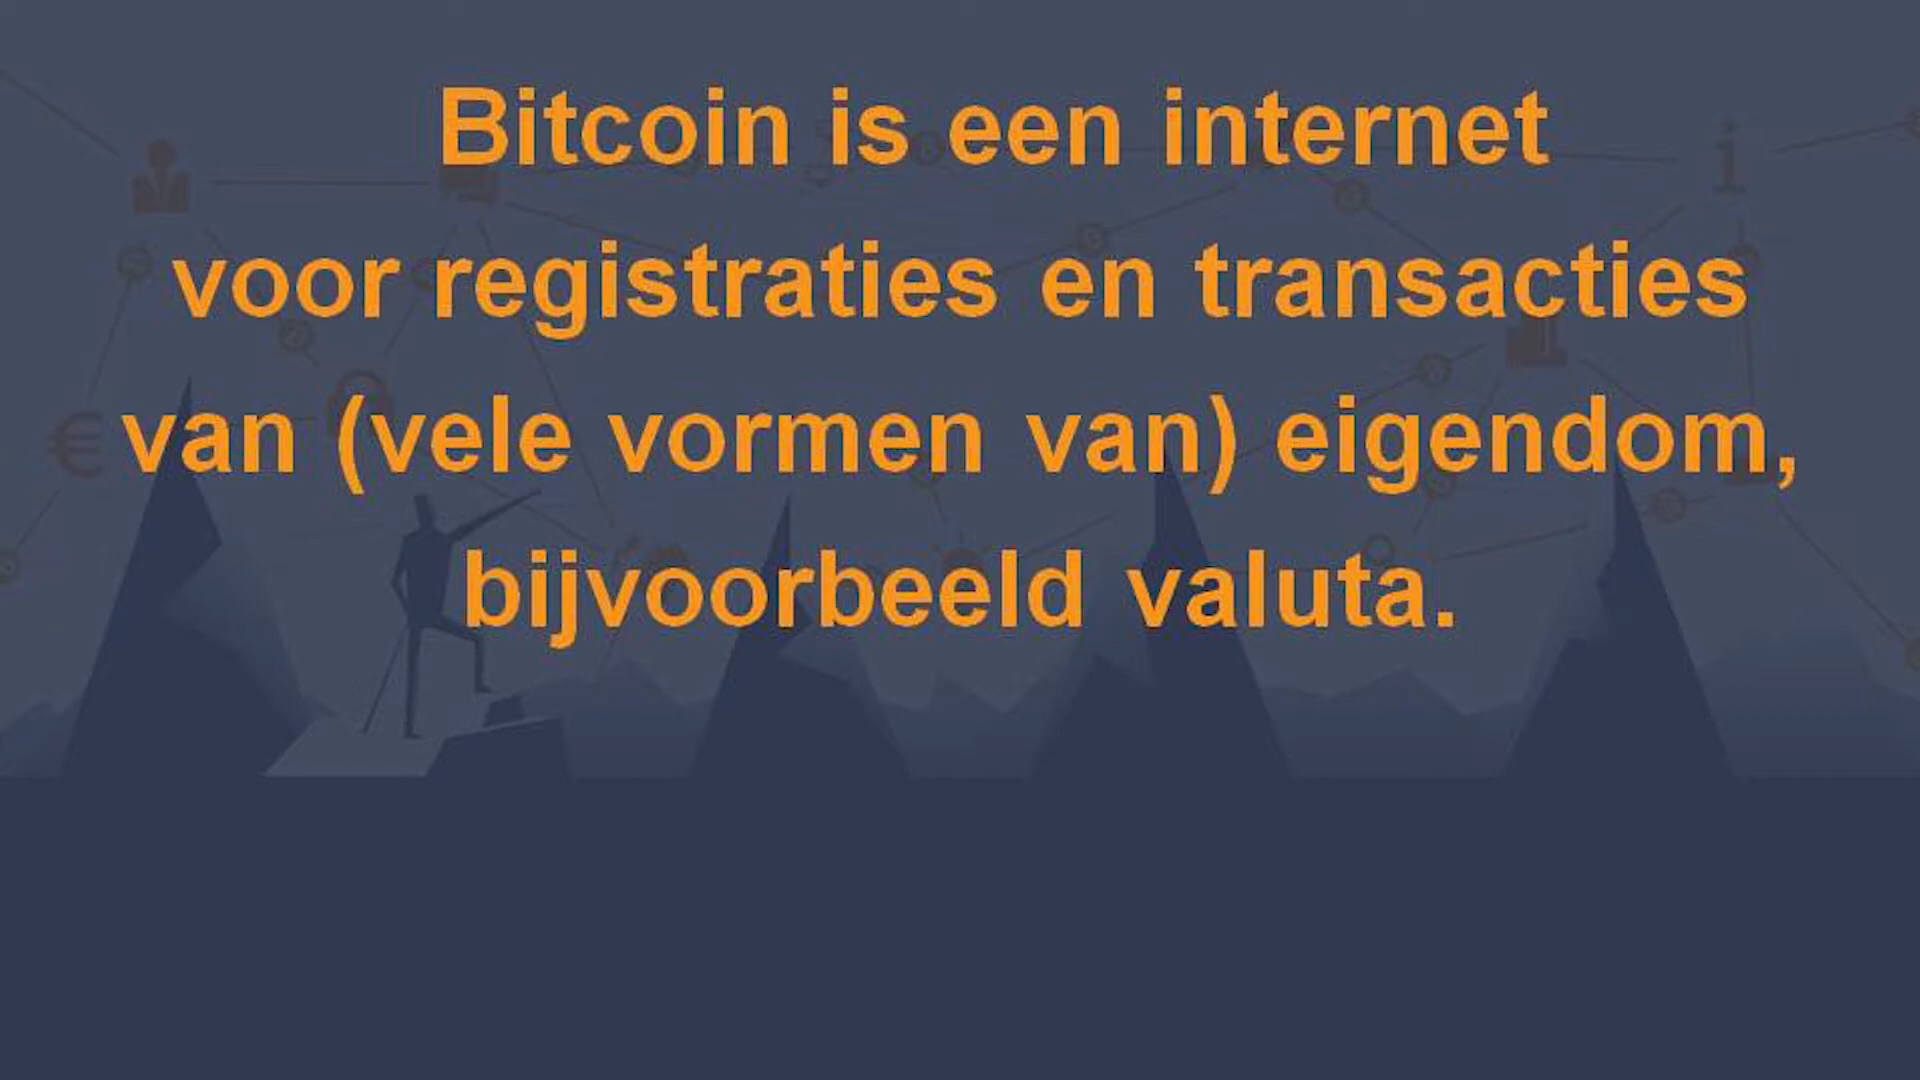 Bitcoin is een internet
voor registraties en transacties
van (vele vormen van) eigendom,
bijvoorbeeld valuta.